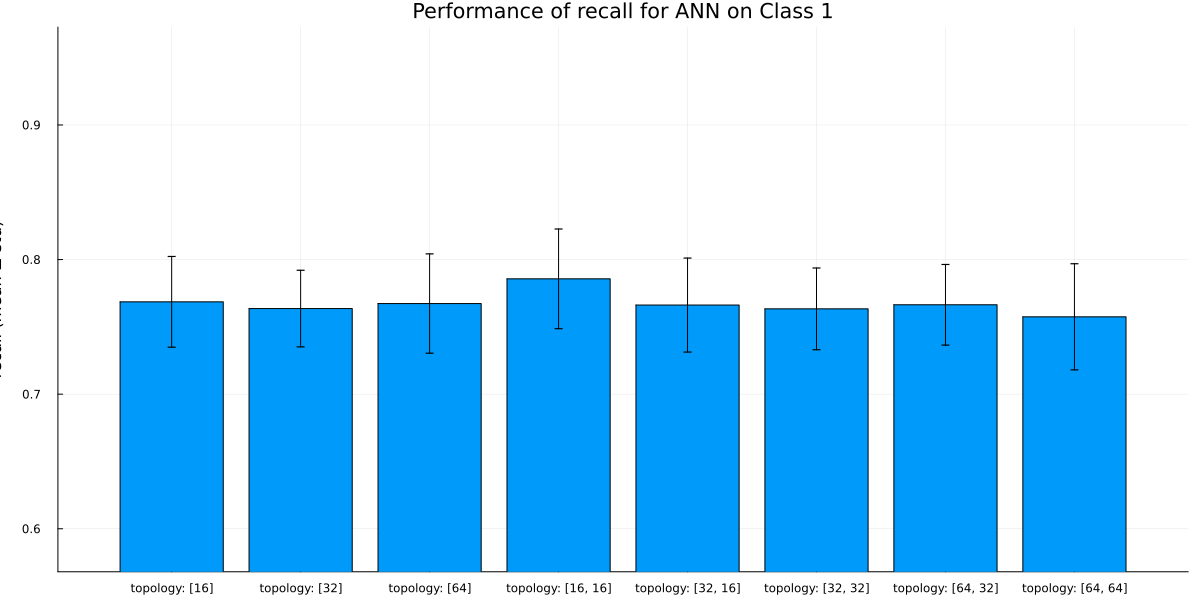 Performance of recall for ANN on Class 1
0.9
0.8
0.7
0.6
topology: [16]
topology: [32]
topology: [64]
topology: [16, 16]
topology: [32, 16]
topology: [32, 32]
topology: [64, 32]
topology: [64, 64]